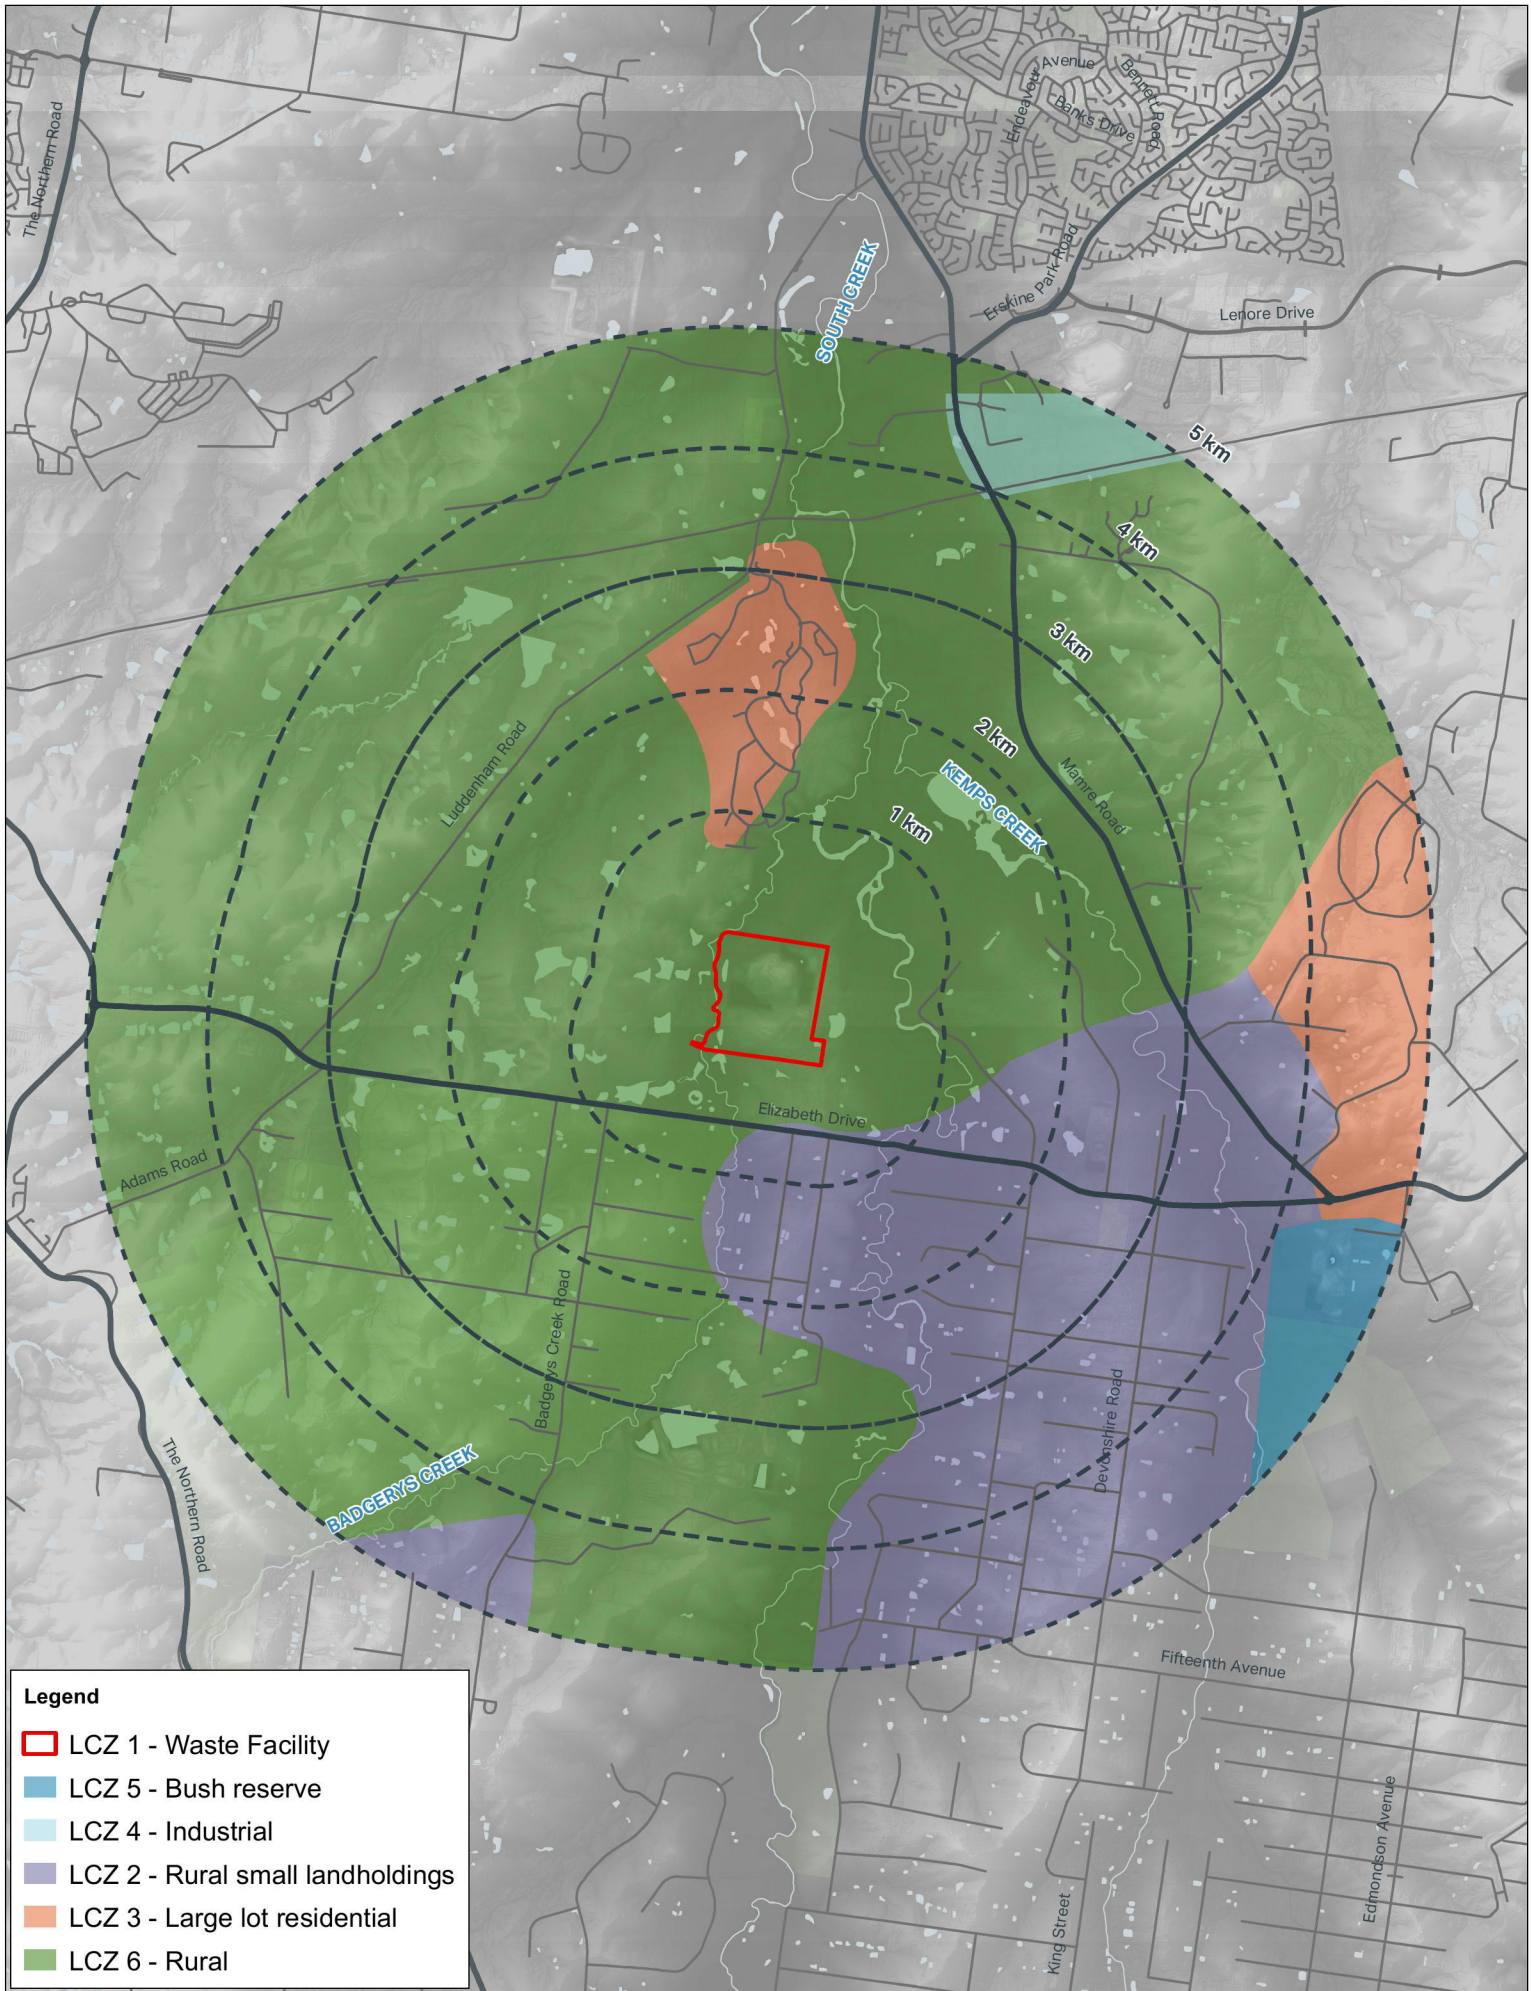 Endeavour Avenue
Bennett Road
Banks Drive
The Northern Road
SOUTH CREEK
Erskine Park Road
Lenore Drive
5 km
4 km
3 km
2 km
Luddenham Road
Mamre Road
KEMPS CREEK
1 km
Elizabeth Drive
Adams Road
Badgerys Creek Road
Devonshire Road
BADGERYS CREEK
The Northern Road
Fifteenth Avenue
Edmondson Avenue
King Street
Legend
LCZ 1 - Waste Facility
LCZ 5 - Bush reserve
LCZ 4 - Industrial
LCZ 2 - Rural small landholdings
LCZ 3 - Large lot residential
LCZ 6 - Rural